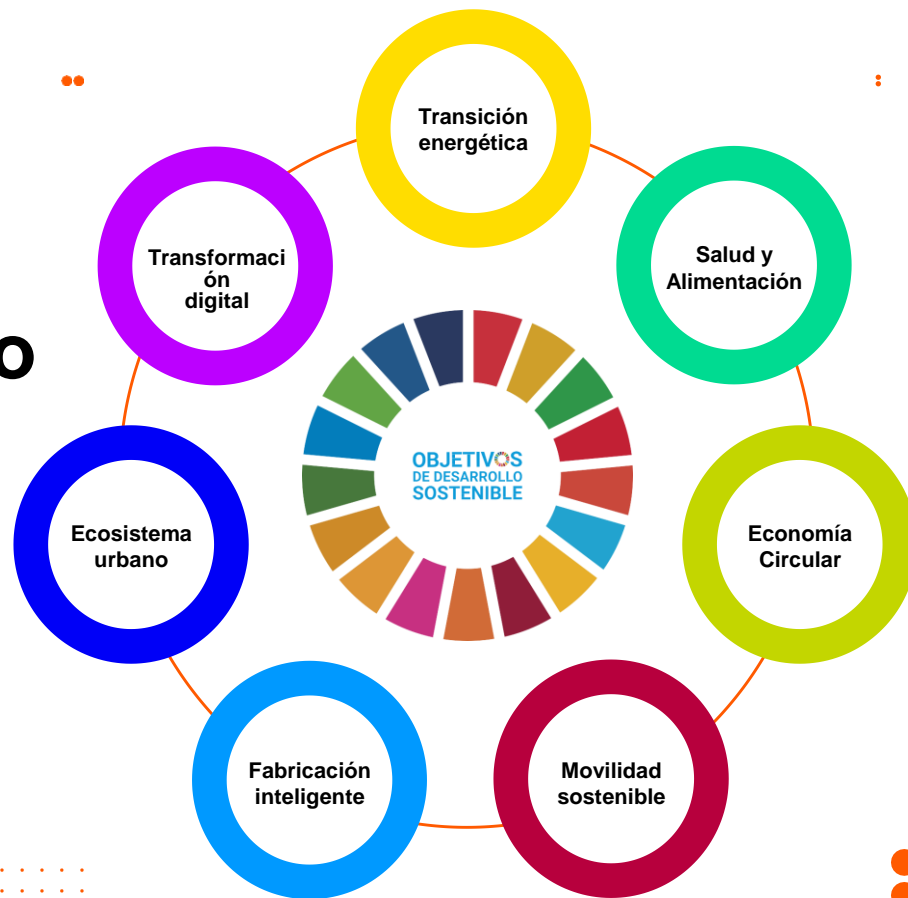 Transición
energética
Transformaci
ón
digital
Salud y
Alimentación
o
OBJETIVOS
DE DESARROLLO
SOSTENIBLE
Ecosistema
urbano
Economía
Circular
Fabricación
inteligente
Movilidad
sostenible